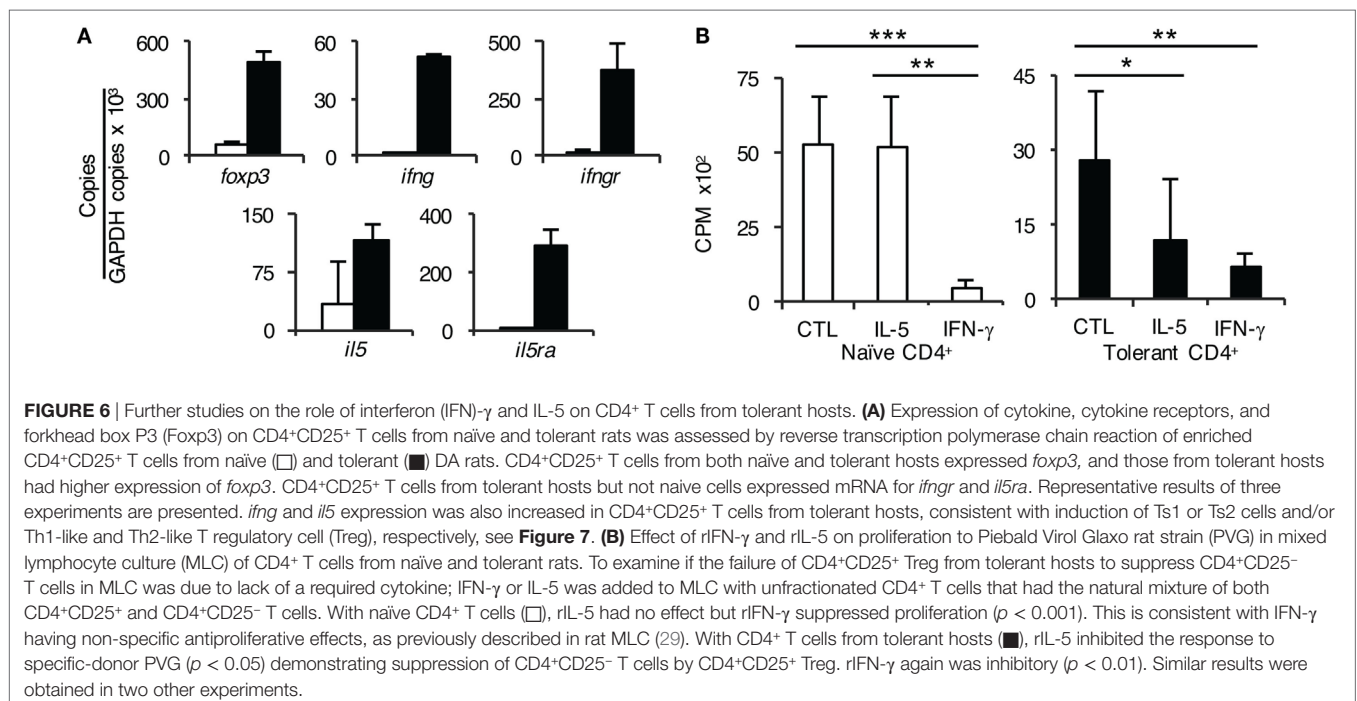 A
Copies
GAPDH copies x 10³
600
300
0
foxp3
60
30
0
ifng
500
250
0
ifngr
150
75
0
il5
400
200
0
il5ra
B
***
**
CPM x10²
75
50
25
0
CTL IL-5 IFN-γ
Naïve CD4⁺
**
*
45
30
15
0
CTL IL-5 IFN-γ
Tolerant CD4⁺
FIGURE 6 | Further studies on the role of interferon (IFN)-γ and IL-5 on CD4⁺ T cells from tolerant hosts. (A) Expression of cytokine, cytokine receptors, and
forkhead box P3 (Foxp3) on CD4⁺CD25⁺ T cells from naïve and tolerant rats was assessed by reverse transcription polymerase chain reaction of enriched
CD4⁺CD25⁺ T cells from naïve (□) and tolerant (■) DA rats. CD4⁺CD25⁺ T cells from both naïve and tolerant hosts expressed foxp3, and those from tolerant hosts
had higher expression of foxp3. CD4⁺CD25⁺ T cells from tolerant hosts but not naive cells expressed mRNA for ifngr and il5ra. Representative results of three
experiments are presented. ifng and il5 expression was also increased in CD4⁺CD25⁺ T cells from tolerant hosts, consistent with induction of Ts1 or Ts2 cells and/or
Th1-like and Th2-like T regulatory cell (Treg), respectively, see Figure 7. (B) Effect of rIFN-γ and rIL-5 on proliferation to Piebald Virol Glaxo rat strain (PVG) in mixed
lymphocyte culture (MLC) of CD4⁺ T cells from naïve and tolerant rats. To examine if the failure of CD4⁺CD25⁺ Treg from tolerant hosts to suppress CD4⁺CD25⁻
T cells in MLC was due to lack of a required cytokine; IFN-γ or IL-5 was added to MLC with unfractionated CD4⁺ T cells that had the natural mixture of both
CD4⁺CD25⁺ and CD4⁺CD25⁻ T cells. With naïve CD4⁺ T cells (□), rIL-5 had no effect but rIFN-γ suppressed proliferation (p < 0.001). This is consistent with IFN-γ
having non-specific antiproliferative effects, as previously described in rat MLC (29). With CD4⁺ T cells from tolerant hosts (■), rIL-5 inhibited the response to
specific-donor PVG (p < 0.05) demonstrating suppression of CD4⁺CD25⁻ T cells by CD4⁺CD25⁺ Treg. rIFN-γ again was inhibitory (p < 0.01). Similar results were
obtained in two other experiments.